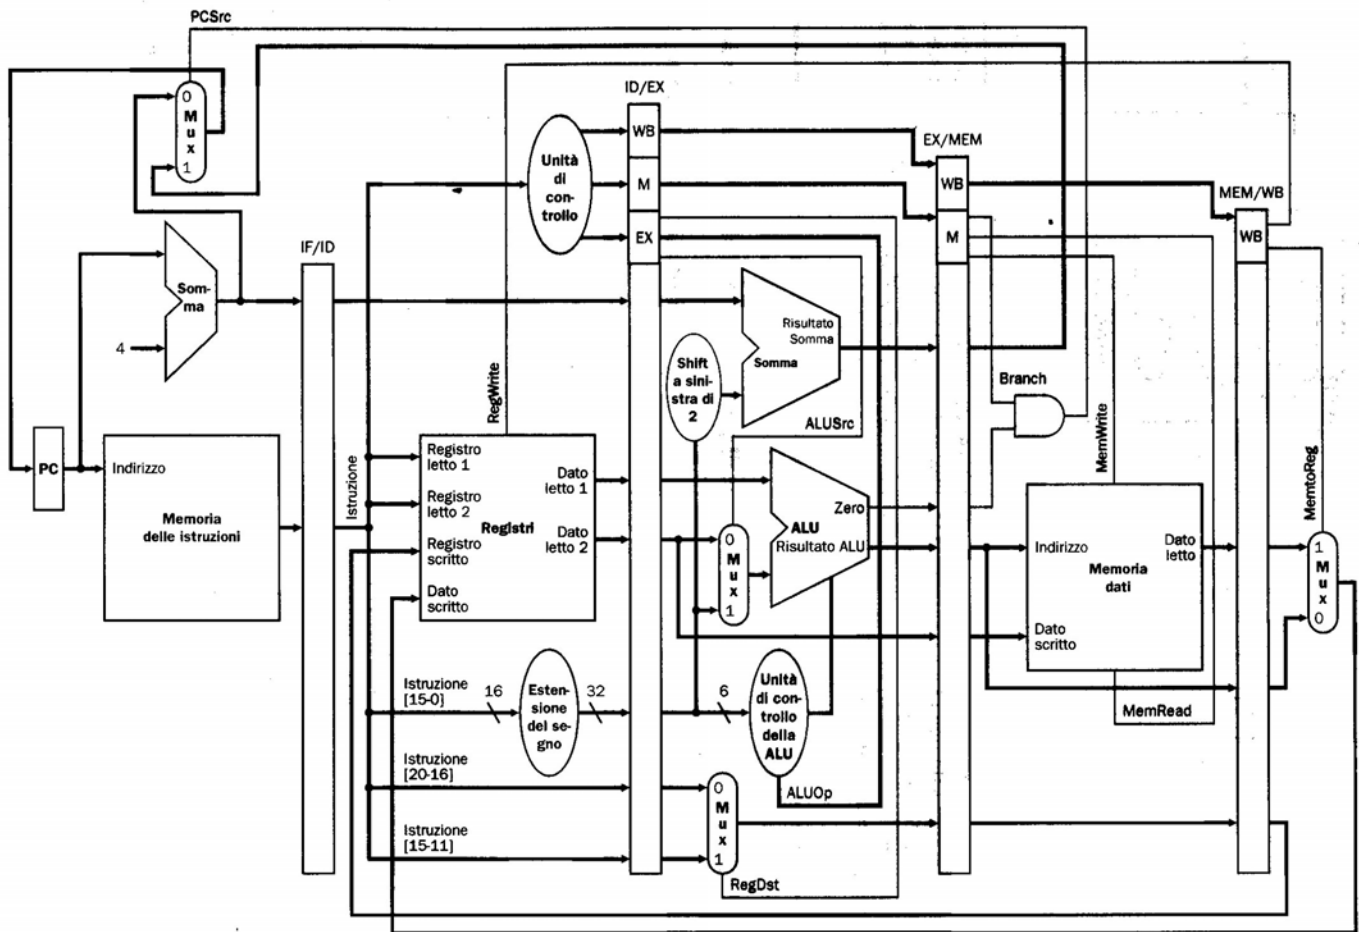 PCSrc
0
Mux
1
ID/EX
WB
M
EX
Unità
di
con-
trollo
EX/MEM
WB
M
MEM/WB
WB
IF/ID
Som-
ma
4
Risultato
Somma
Somma
Shift
a sini-
stra di
2
Branch
RegWrite
ALUSrc
MemWrite
MemtoReg
PC
Indirizzo
Memoria
delle istruzioni
Istruzione
Registro
letto 1
Registro
letto 2
Registro
scritto
Dato
scritto
Registri
Dato
letto 1
Dato
letto 2
0
Mux
1
Zero
ALU
Risultato ALU
Indirizzo
Dato
letto
Memoria
dati
Dato
scritto
1
Mux
0
MemRead
Istruzione
[15-0]
16
Esten-
sione
del se-
gno
32
6
Unità
di con-
trollo
della
ALU
ALUOp
Istruzione
[20-16]
Istruzione
[15-11]
0
Mux
1
RegDst